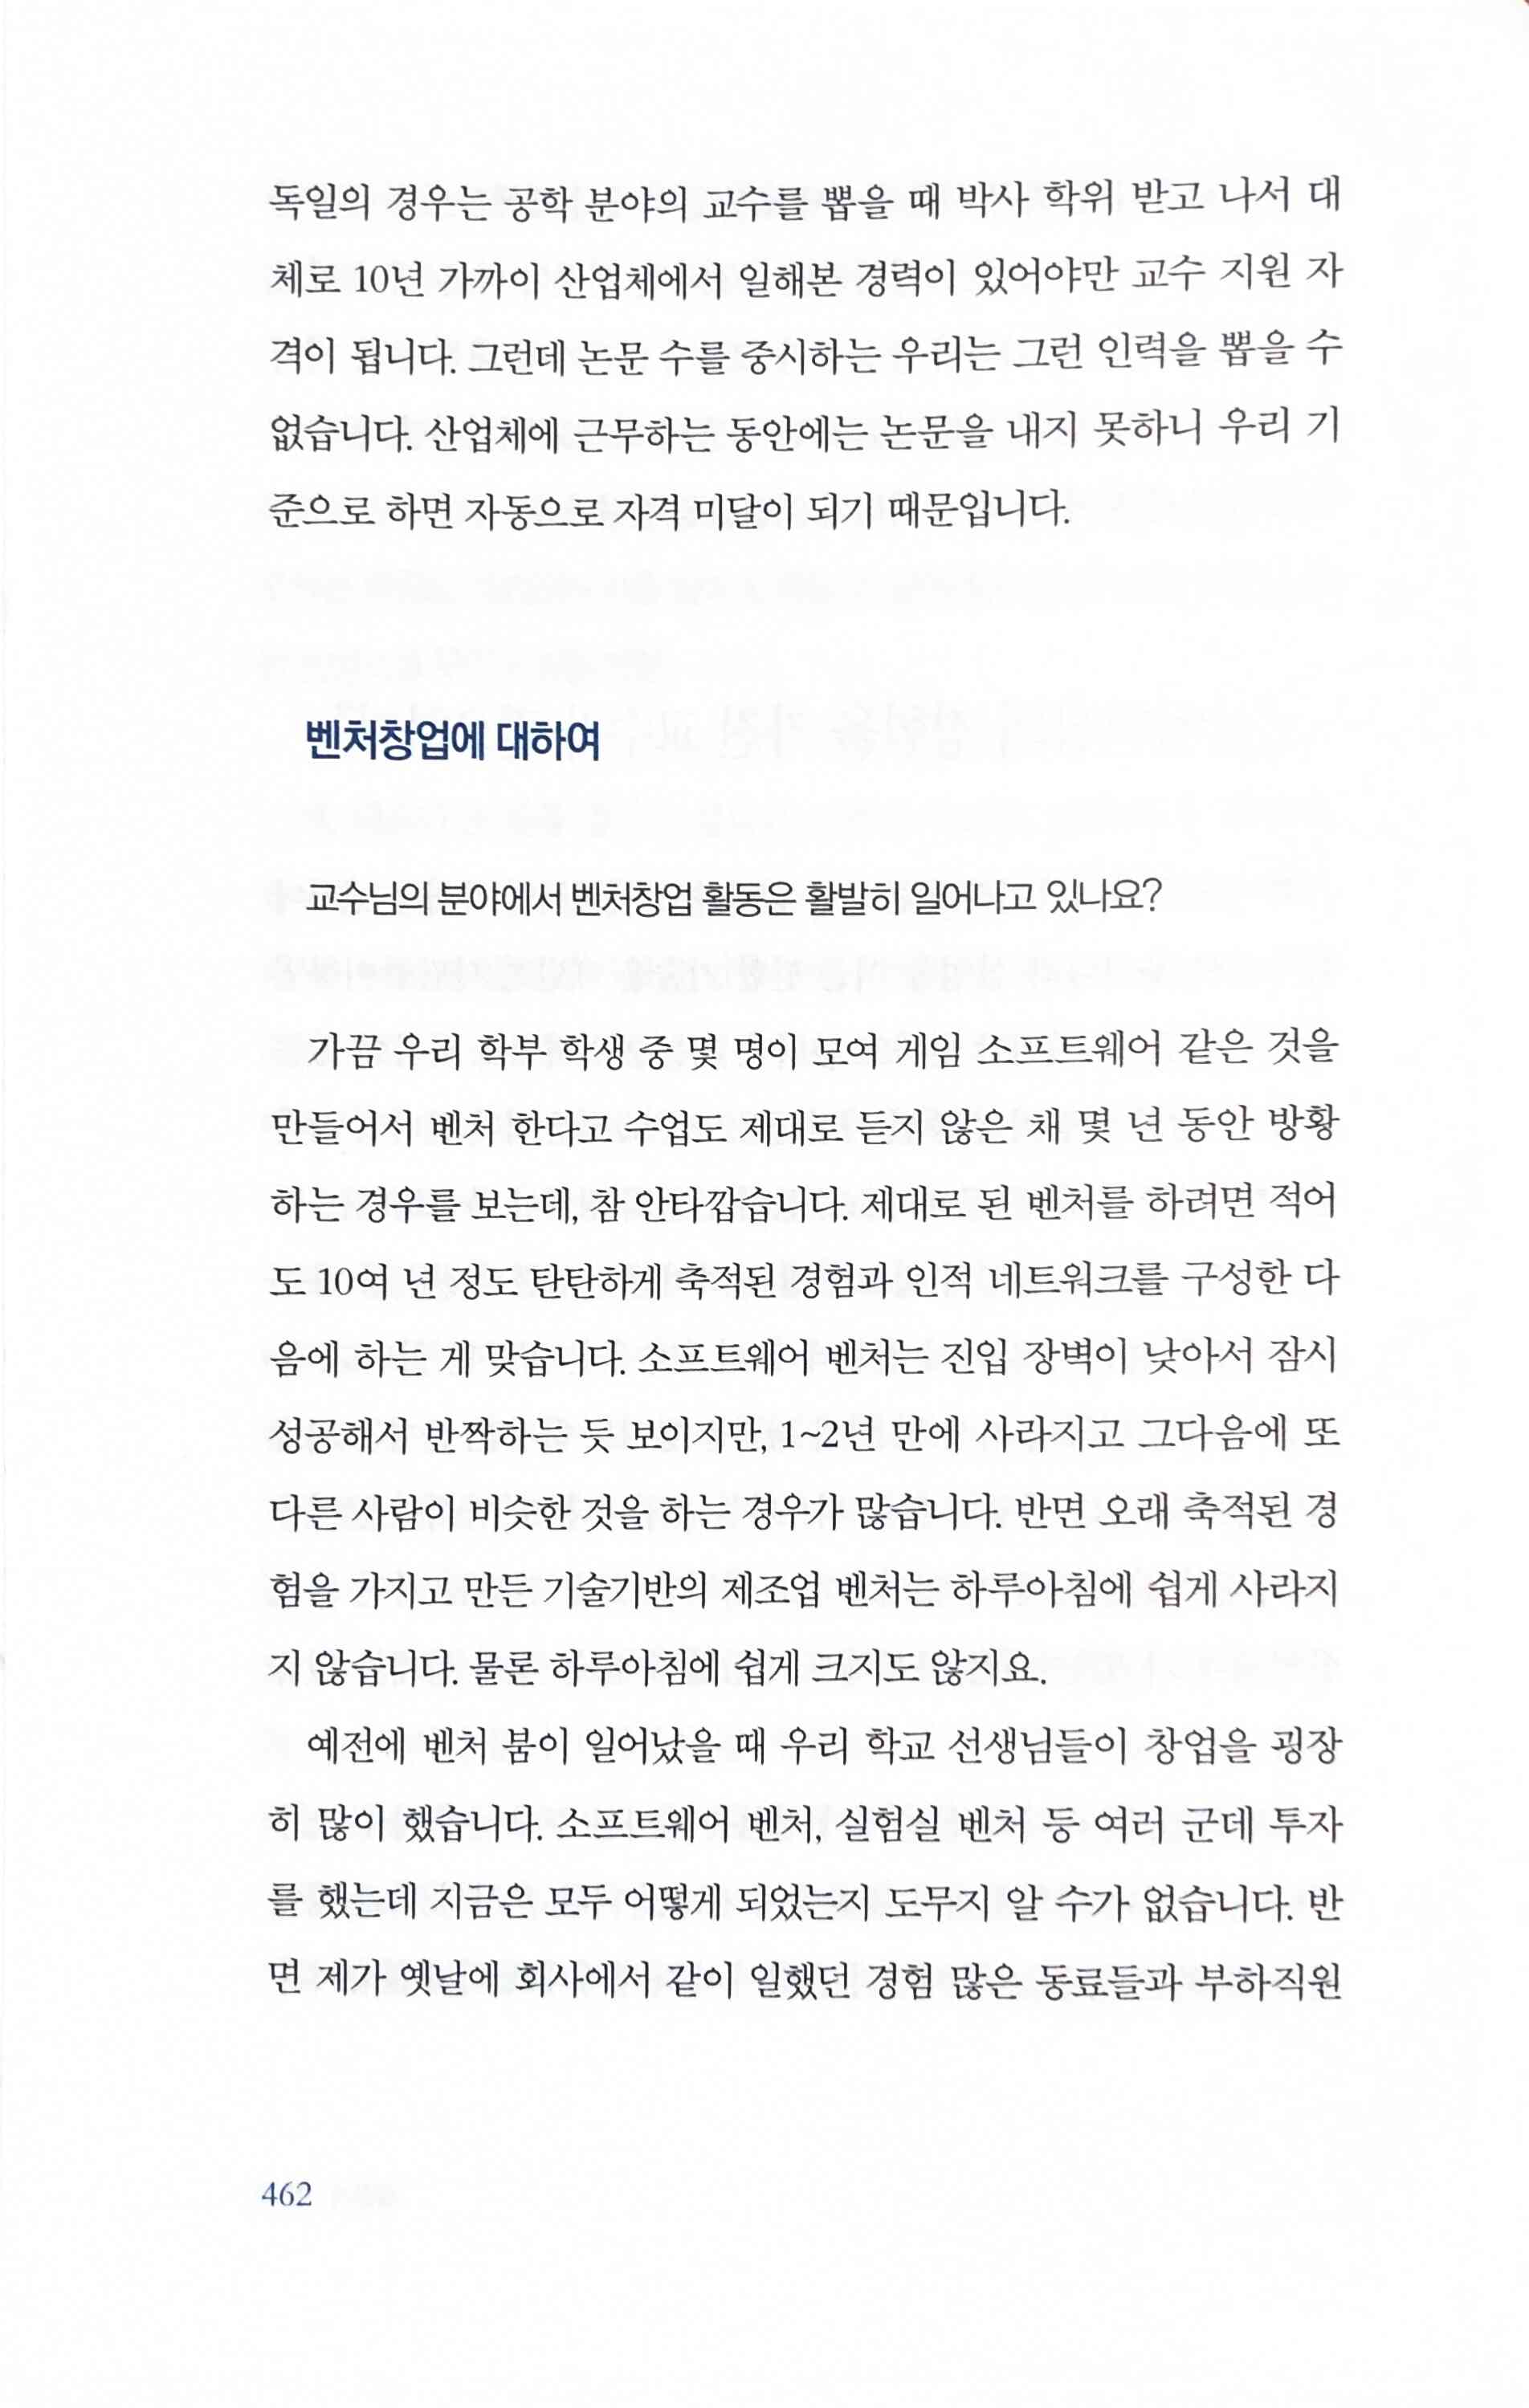 독일의 경우는 공학 분야의 교수를 뽑을 때 박사 학위 받고 나서 대
체로 10년 가까이 산업체에서 일해본 경력이 있어야만 교수 지원 자
격이 됩니다. 그런데 논문 수를 중시하는 우리는 그런 인력을 뽑을 수
없습니다. 산업체에 근무하는 동안에는 논문을 내지 못하니 우리 기
준으로 하면 자동으로 자격 미달이 되기 때문입니다.
벤처창업에 대하여
교수님의 분야에서 벤처창업 활동은 활발히 일어나고 있나요?
가끔 우리 학부 학생 중 몇 명이 모여 게임 소프트웨어 같은 것을
만들어서 벤처 한다고 수업도 제대로 듣지 않은 채 몇 년 동안 방황
하는 경우를 보는데, 참 안타깝습니다. 제대로 된 벤처를 하려면 적어
도 10여 년 정도 탄탄하게 축적된 경험과 인적 네트워크를 구성한 다
음에 하는 게 맞습니다. 소프트웨어 벤처는 진입 장벽이 낮아서 잠시
성공해서 반짝하는 듯 보이지만, 1~2년 만에 사라지고 그다음에 또
다른 사람이 비슷한 것을 하는 경우가 많습니다. 반면 오래 축적된 경
험을 가지고 만든 기술기반의 제조업 벤처는 하루아침에 쉽게 사라지
지 않습니다. 물론 하루아침에 쉽게 크지도 않지요.
예전에 벤처 붐이 일어났을 때 우리 학교 선생님들이 창업을 굉장
히 많이 했습니다. 소프트웨어 벤처, 실험실 벤처 등 여러 군데 투자
를 했는데 지금은 모두 어떻게 되었는지 도무지 알 수가 없습니다. 반
면 제가 옛날에 회사에서 같이 일했던 경험 많은 동료들과 부하직원
462